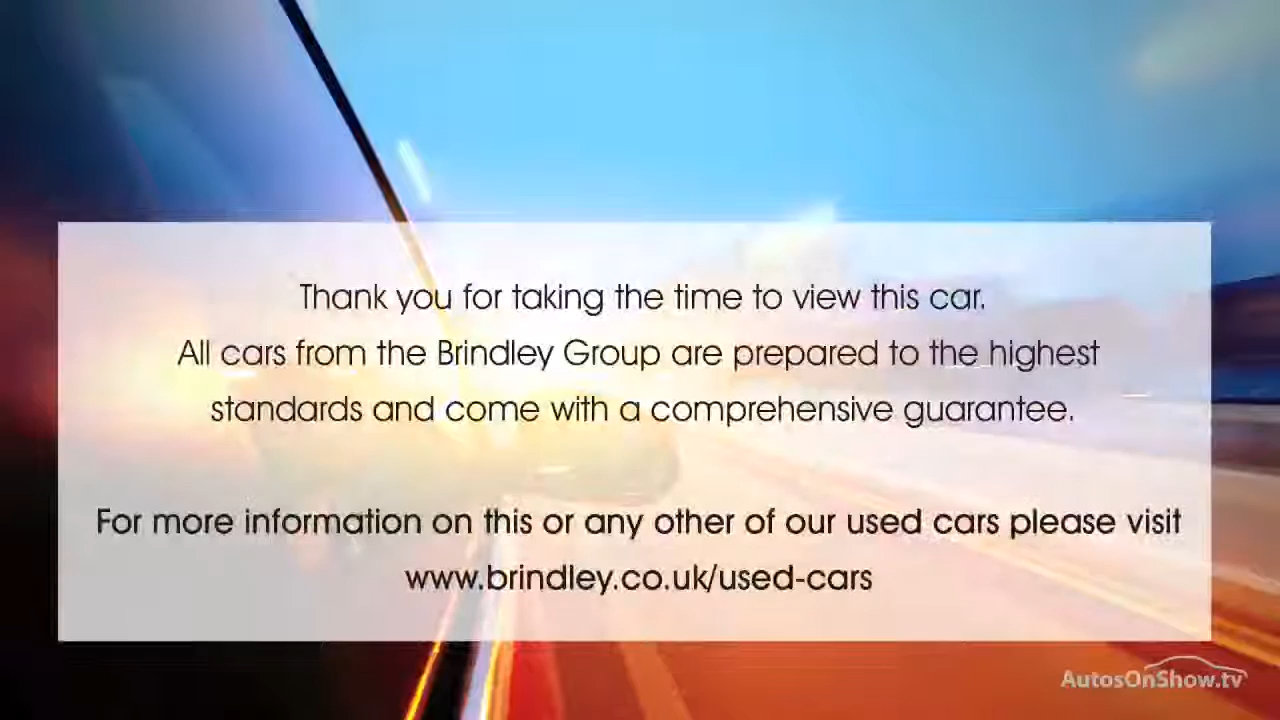 Thank you for taking the time to view this car.
All cars from the Brindley Group are prepared to the highest
standards and come with a comprehensive guarantee.
For more information on this or any other of our used cars please visit
www.brindley.co.uk/used-cars
AutosOnShow.tv